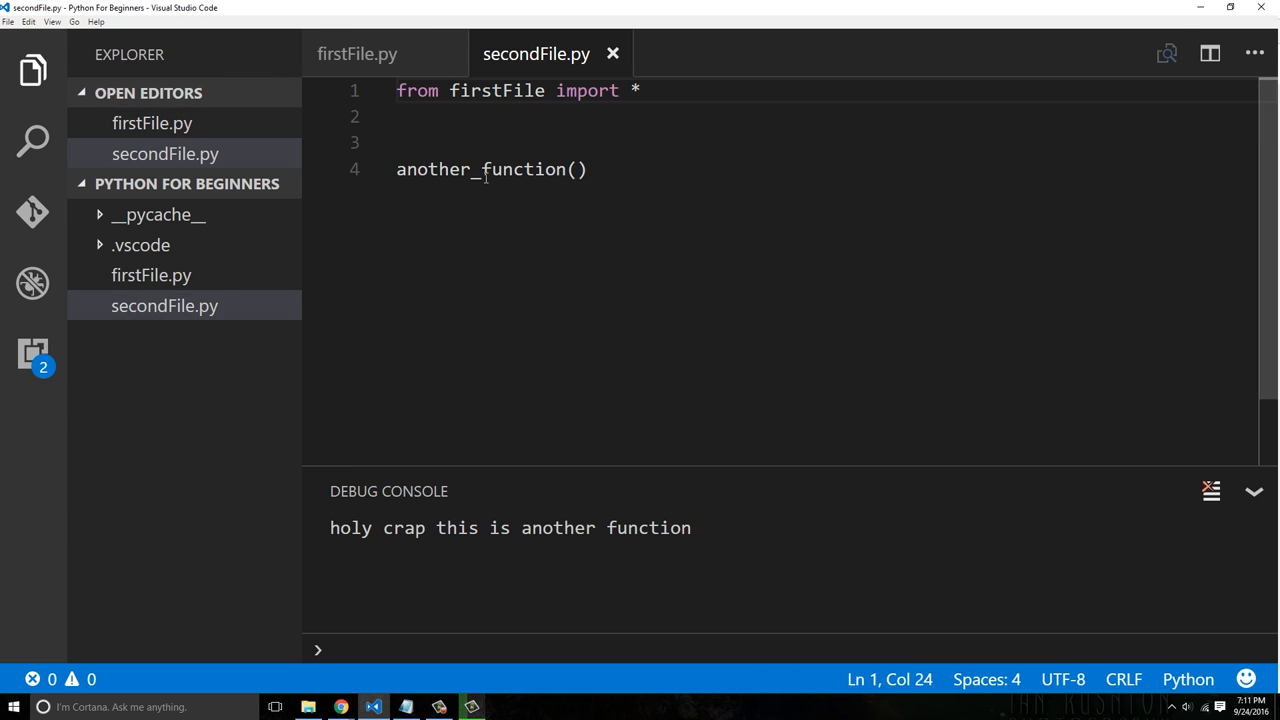 secondFile.py - Python For Beginners - Visual Studio Code
File Edit View Go Help
EXPLORER
firstFile.py
secondFile.py
OPEN EDITORS
firstFile.py
secondFile.py
PYTHON FOR BEGINNERS
__pycache__
.vscode
firstFile.py
secondFile.py
2
1 from firstFile import *
2
3
4 another_function()
DEBUG CONSOLE
holy crap this is another function
0 0
Ln 1, Col 24 Spaces: 4 UTF-8 CRLF Python
I'm Cortana. Ask me anything.
7:11 PM
9/24/2016